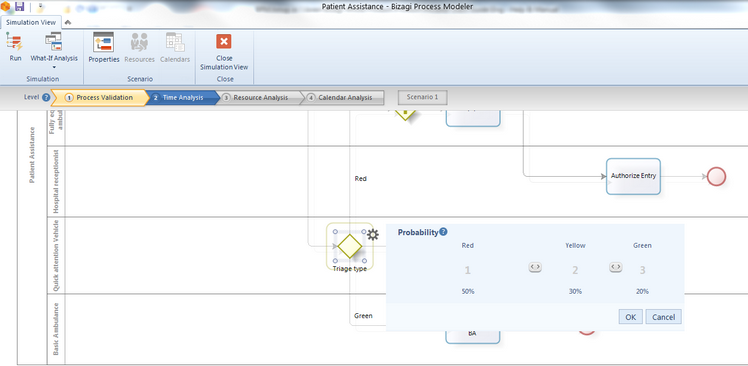 Patient Assistance - Bizagi Process Modeler
Simulation View
Run
What-If Analysis
Properties
Resources
Calendars
Close
Simulation View
Simulation
Scenario
Close
Level
1 Process Validation
2 Time Analysis
3 Resource Analysis
4 Calendar Analysis
Scenario 1
Patient Assistance
Fully eq
ambul
Hospital receptionist
Red
Authorize Entry
Quick attention Vehicle
Triage type
Probability
Red Yellow Green
1 2 3
50% 30% 20%
OK Cancel
Basic Ambulance
Green
BA